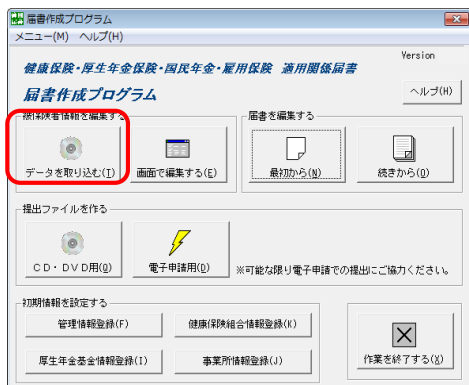 届書作成プログラム
メニュー(M) ヘルプ(H)
Version
健康保険・厚生年金保険・国民年金・雇用保険 適用関係届書
届書作成プログラム
ヘルプ(H)
被保険者情報を編集する
届書を編集する
データを取り込む(T)
画面で編集する(E)
最初から(N)
続きから(O)
提出ファイルを作る
CD・DVD用(Q)
電子申請用(D)
※可能な限り電子申請での提出にご協力ください。
初期情報を設定する
管理情報登録(F)
健康保険組合情報登録(K)
厚生年金基金情報登録(I)
事業所情報登録(J)
作業を終了する(X)